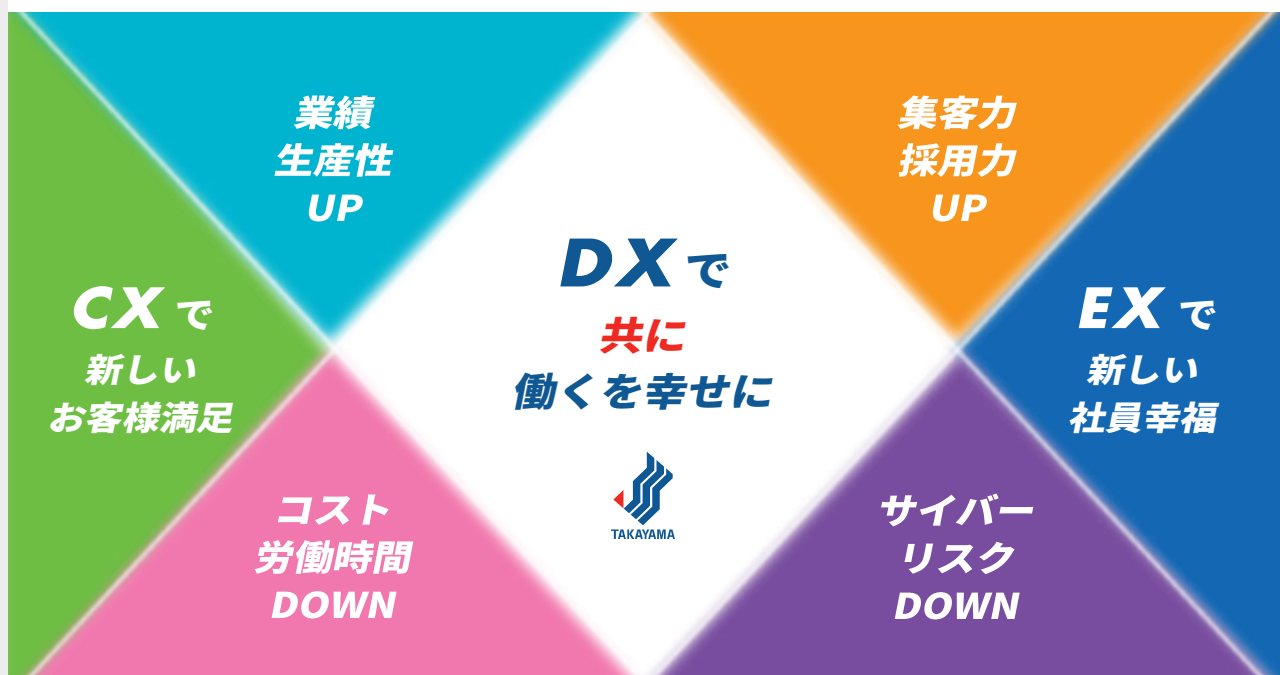 業績
生産性
UP
集客力
採用力
UP
CXで
新しい
お客様満足
DXで
共に
働くを幸せに
TAKAYAMA
EXで
新しい
社員幸福
コスト
労働時間
DOWN
サイバー
リスク
DOWN